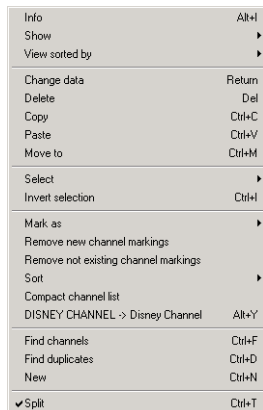 Info Alt+I
Show
View sorted by
Change data Return
Delete Del
Copy Ctrl+C
Paste Ctrl+V
Move to Ctrl+M
Select
Invert selection Ctrl+I
Mark as
Remove new channel markings
Remove not existing channel markings
Sort
Compact channel list
DISNEY CHANNEL -> Disney Channel Alt+Y
Find channels Ctrl+F
Find duplicates Ctrl+D
New Ctrl+N
Split Ctrl+T